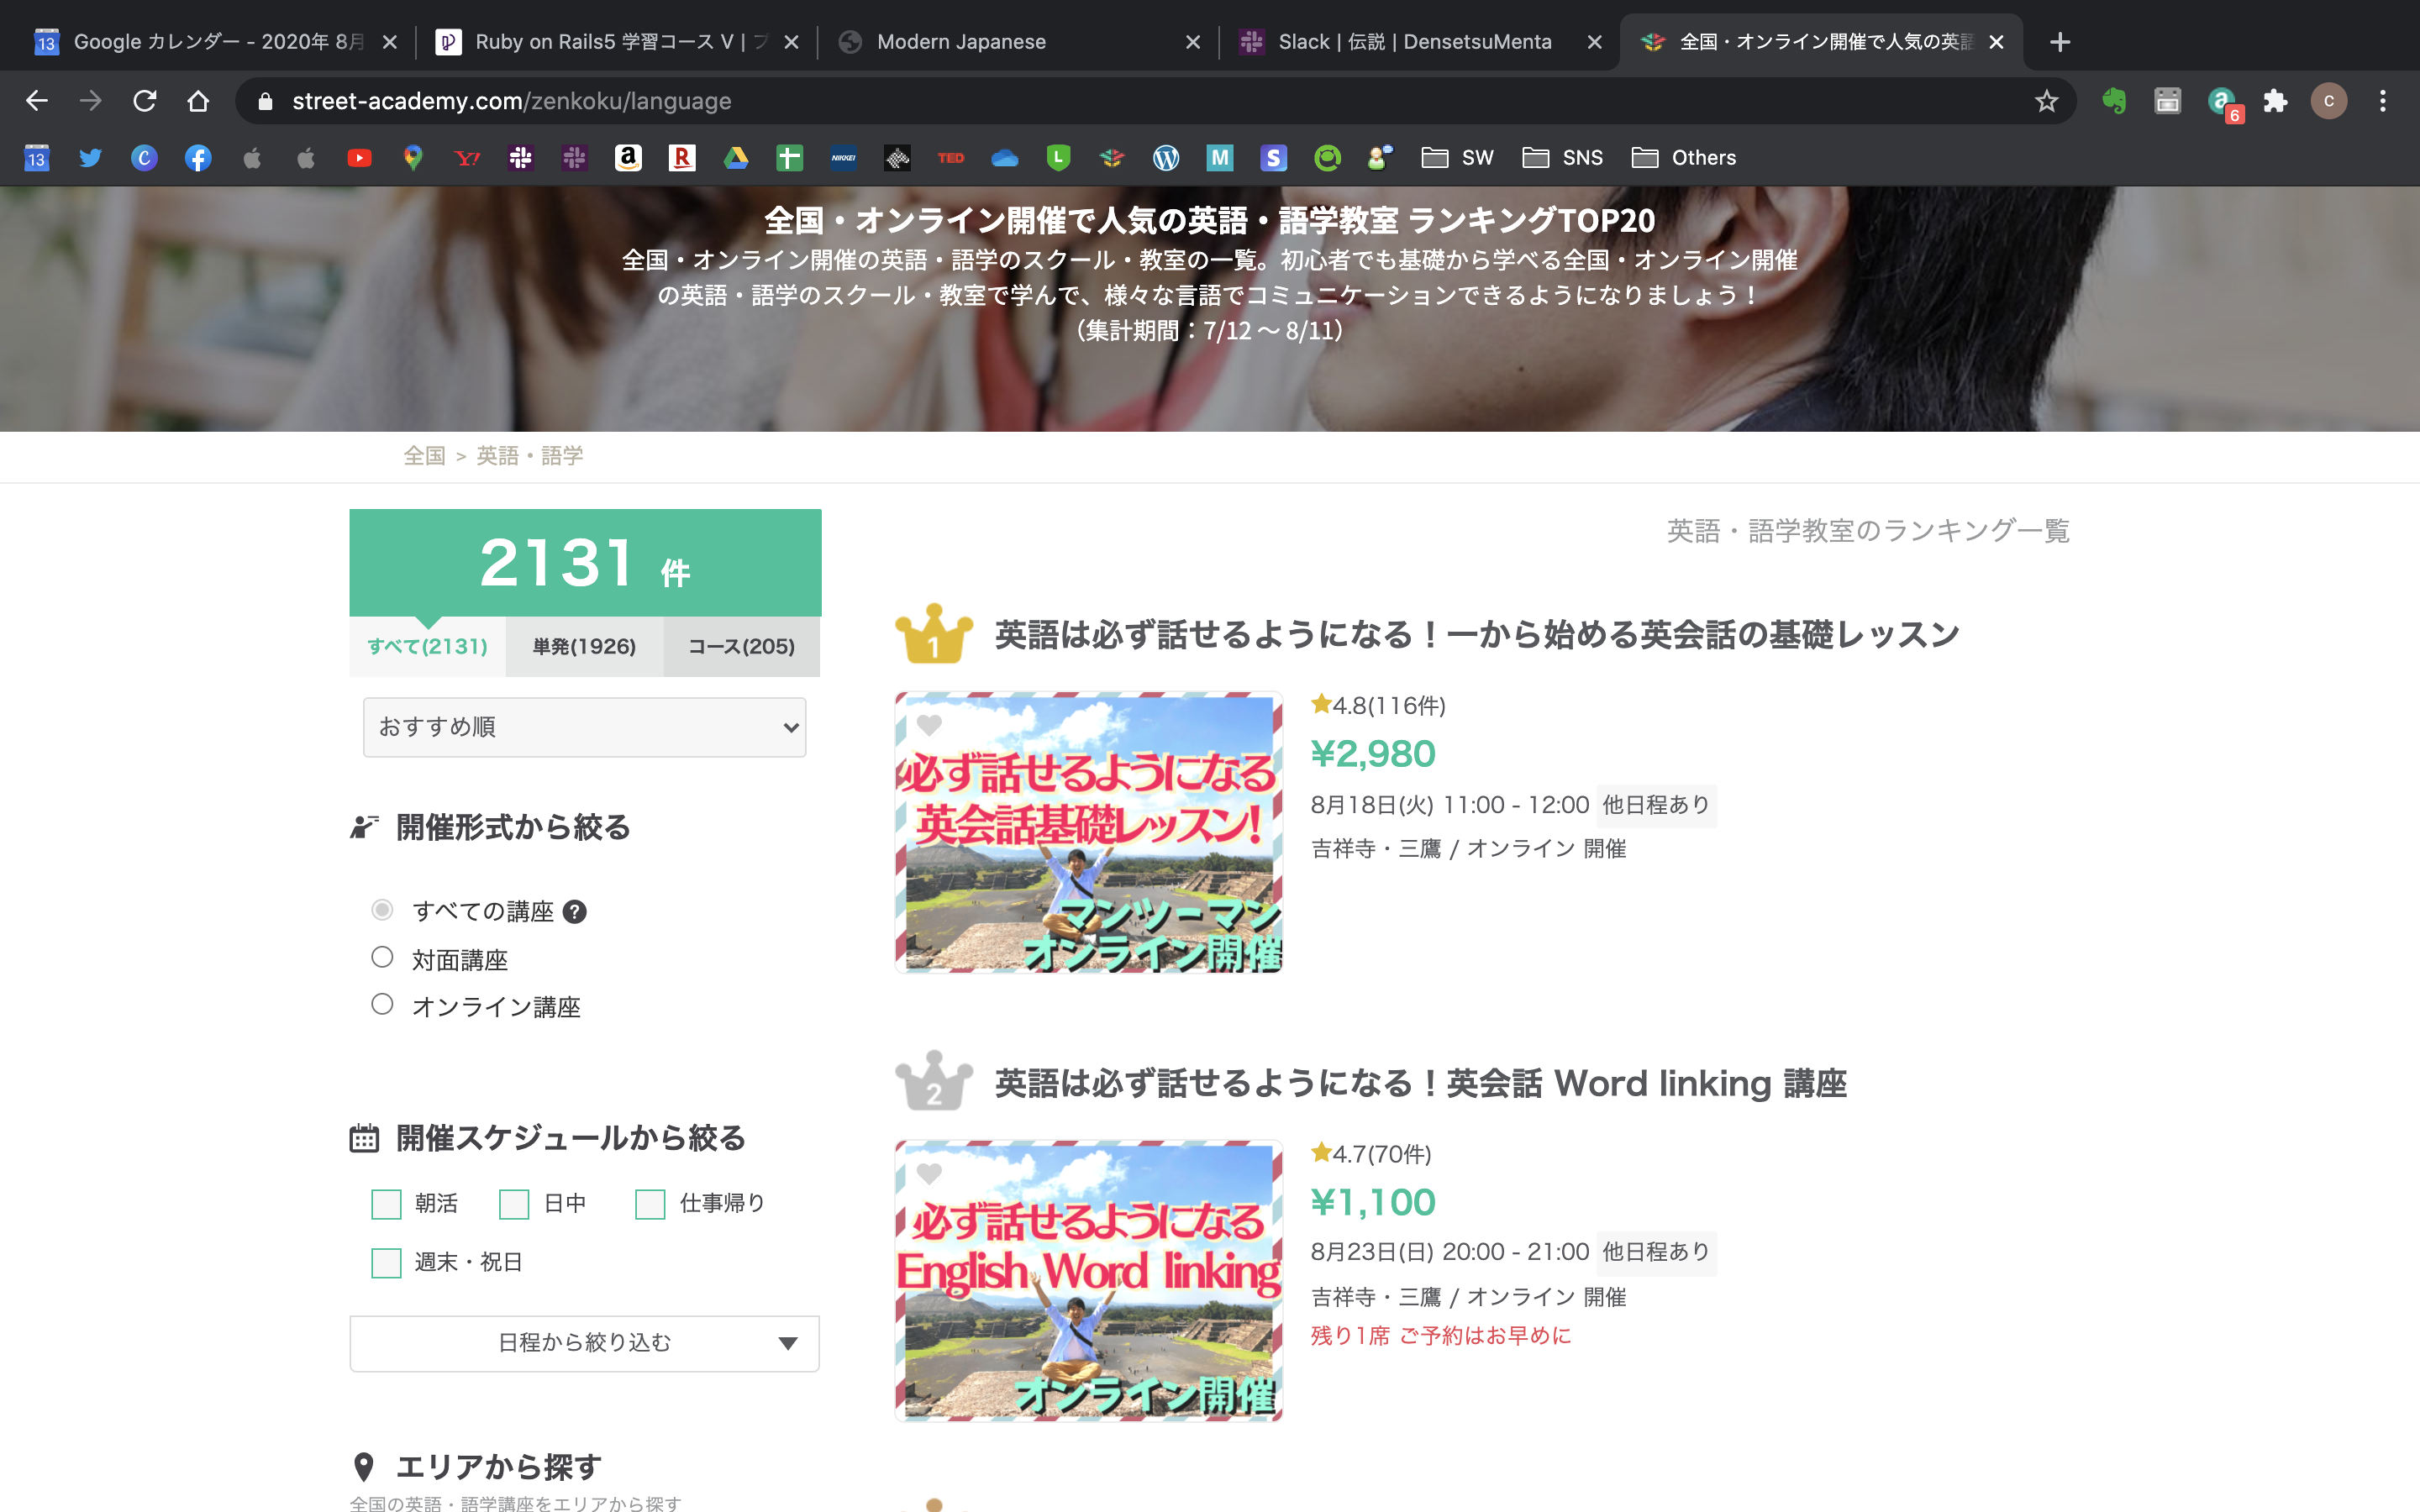 Google カレンダー - 2020年 8月
Ruby on Rails5 学習コース V | プ
Modern Japanese
Slack | 伝説 | DensetsuMenta
全国・オンライン開催で人気の英語
street-academy.com/zenkoku/language
C
6
13
SW
SNS
Others
全国・オンライン開催で人気の英語・語学教室 ランキングTOP20
全国・オンライン開催の英語・語学のスクール・教室の一覧。初心者でも基礎から学べる全国・オンライン開催
の英語・語学のスクール・教室で学んで、様々な言語でコミュニケーションできるようになりましょう！
（集計期間：7/12 〜 8/11）
全国 > 英語・語学
2131 件
すべて(2131)
単発(1926)
コース(205)
おすすめ順
開催形式から絞る
すべての講座 ?
対面講座
オンライン講座
開催スケジュールから絞る
朝活
日中
仕事帰り
週末・祝日
日程から絞り込む
エリアから探す
全国の英語・語学講座をエリアから探す
英語・語学教室のランキング一覧
1
英語は必ず話せるようになる！一から始める英会話の基礎レッスン
必ず話せるようになる
英会話基礎レッスン!
マンツーマン
オンライン開催
4.8(116件)
¥2,980
8月18日(火) 11:00 - 12:00 他日程あり
吉祥寺・三鷹 / オンライン 開催
2
英語は必ず話せるようになる！英会話 Word linking 講座
必ず話せるようになる
English Word linking
オンライン開催
4.7(70件)
¥1,100
8月23日(日) 20:00 - 21:00 他日程あり
吉祥寺・三鷹 / オンライン 開催
残り1席 ご予約はお早めに